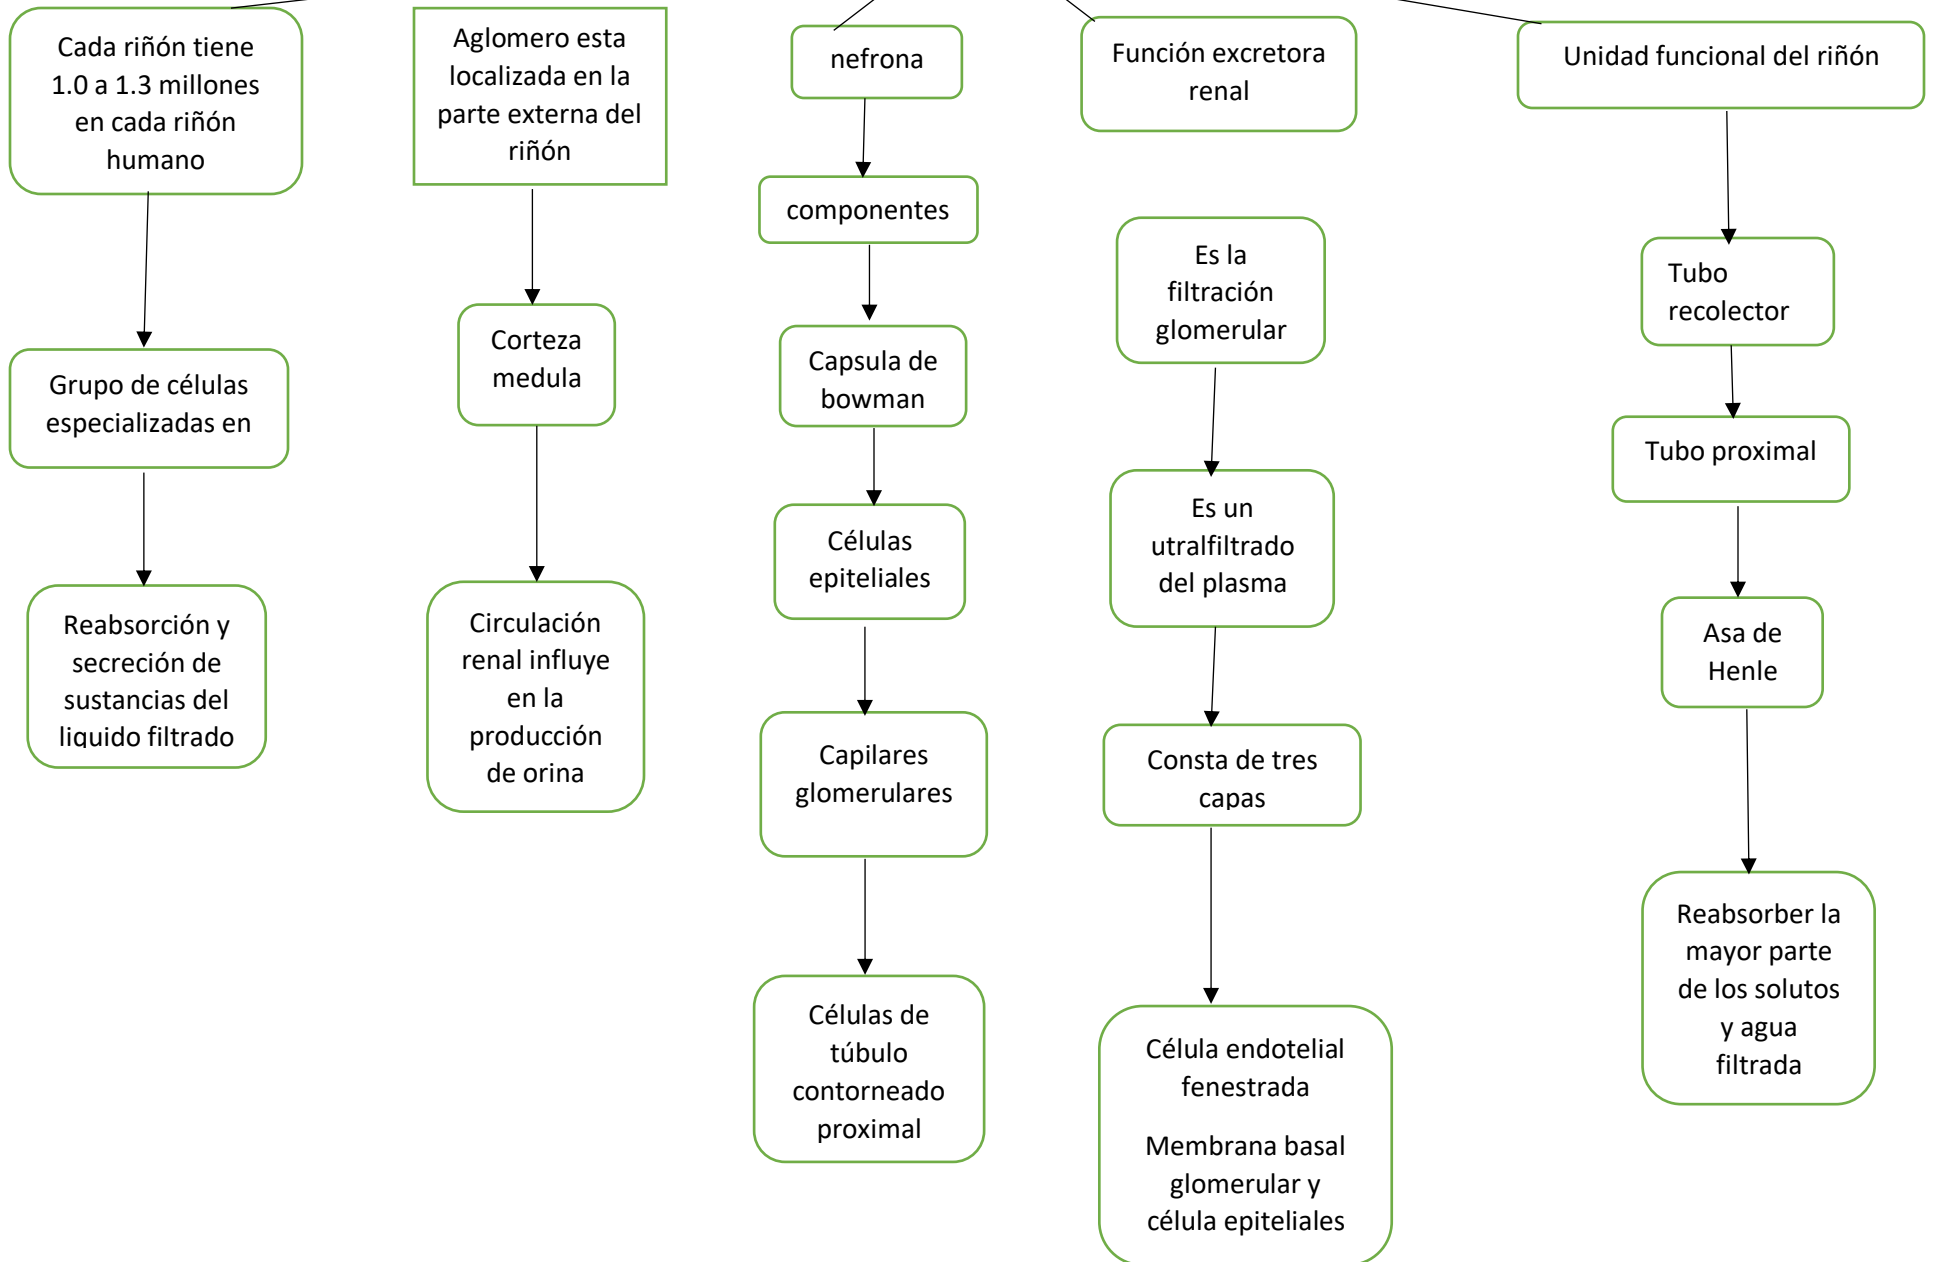 Cada riñón tiene
1.0 a 1.3 millones
en cada riñón
humano
Grupo de células
especializadas en
Reabsorción y
secreción de
sustancias del
liquido filtrado
Aglomero esta
localizada en la
parte externa del
riñón
Corteza
medula
Circulación
renal influye
en la
producción
de orina
nefrona
componentes
Capsula de
bowman
Células
epiteliales
Capilares
glomerulares
Células de
túbulo
contorneado
proximal
Función excretora
renal
Es la
filtración
glomerular
Es un
utralfiltrado
del plasma
Consta de tres
capas
Célula endotelial
fenestrada
Membrana basal
glomerular y
célula epiteliales
Unidad funcional del riñón
Tubo
recolector
Tubo proximal
Asa de
Henle
Reabsorber la
mayor parte
de los solutos
y agua
filtrada